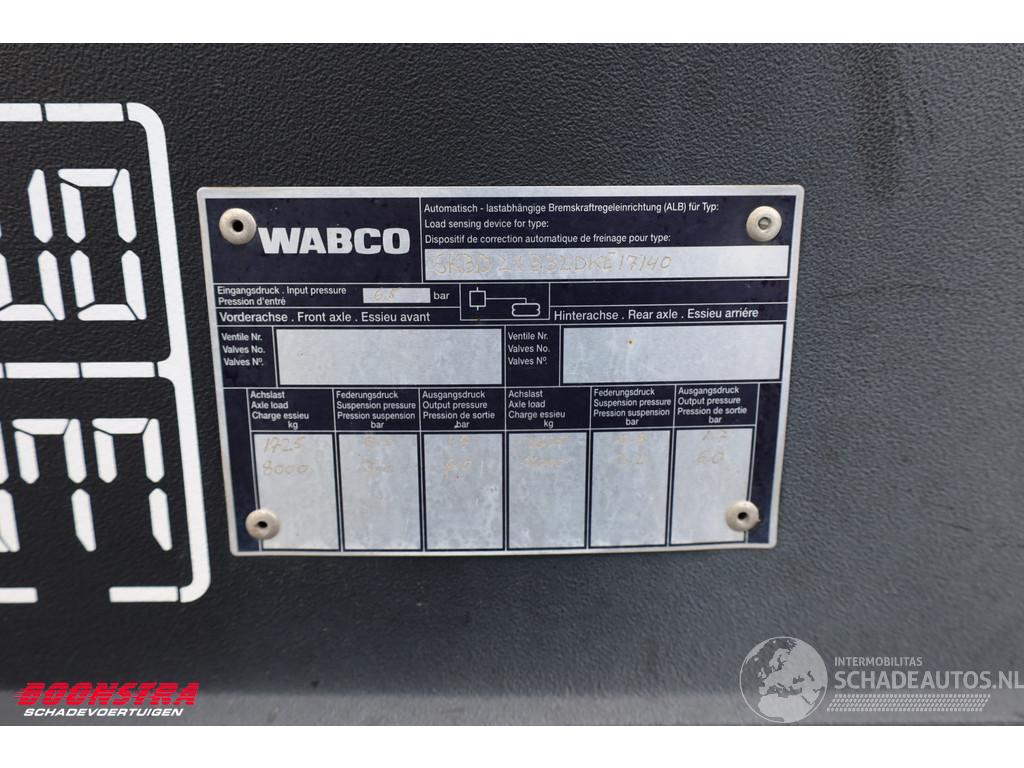 WABCO
Automatisch - lastabhängige Bremskraftregeleinrichtung (ALB) für Typ:
Load sensing device for type:
Dispositif de correction automatique de freinage pour type:
Eingangsdruck . Input pressure
Pression d'entré
bar
Vorderachse . Front axle . Essieu avant
Hinterachse . Rear axle . Essieu arriére
Ventile Nr.
Valves No.
Valves Nº.
Ventile Nr.
Valves No.
Valves Nº
Achslast
Axle load
Charge essieu
kg
Federungsdruck
Suspension pressure
Pression suspension
bar
Ausgangsdruck
Output pressure
Pression de sortie
bar
Achslast
Axle load
Charge essieu
kg
Federungsdruck
Suspension pressure
Pression suspension
bar
Ausgangsdruck
Output pressure
Pression de sortie
bar
1725
8000
6.0
BOONSTRA
SCHADEVOERTUIGEN
INTERMOBILITAS
SCHADEAUTOS.NL